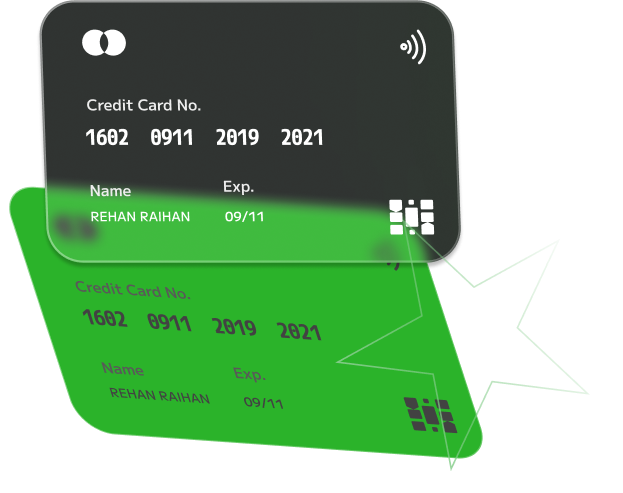 Credit Card No.
1602 0911 2019 2021
Name Exp.
REHAN RAIHAN 09/11
Credit Card No.
1602 0911 2019 2021
Name Exp.
REHAN RAIHAN 09/11